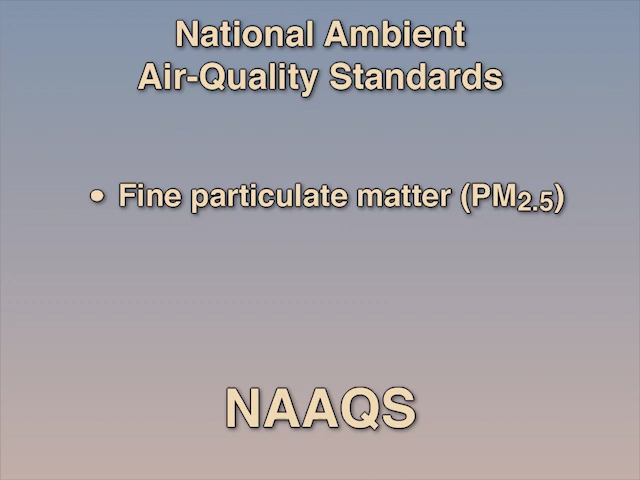 National Ambient
Air-Quality Standards
• Fine particulate matter (PM2.5)
NAAQS